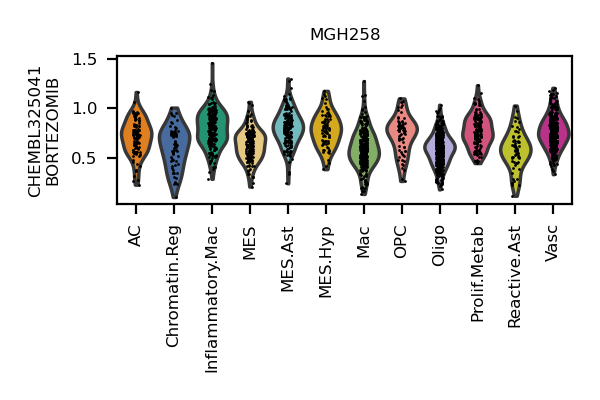 MGH258
CHEMBL325041
BORTEZOMIB
1.5
1.0
0.5
AC
Chromatin.Reg
Inflammatory.Mac
MES
MES.Ast
MES.Hyp
Mac
OPC
Oligo
Prolif.Metab
Reactive.Ast
Vasc